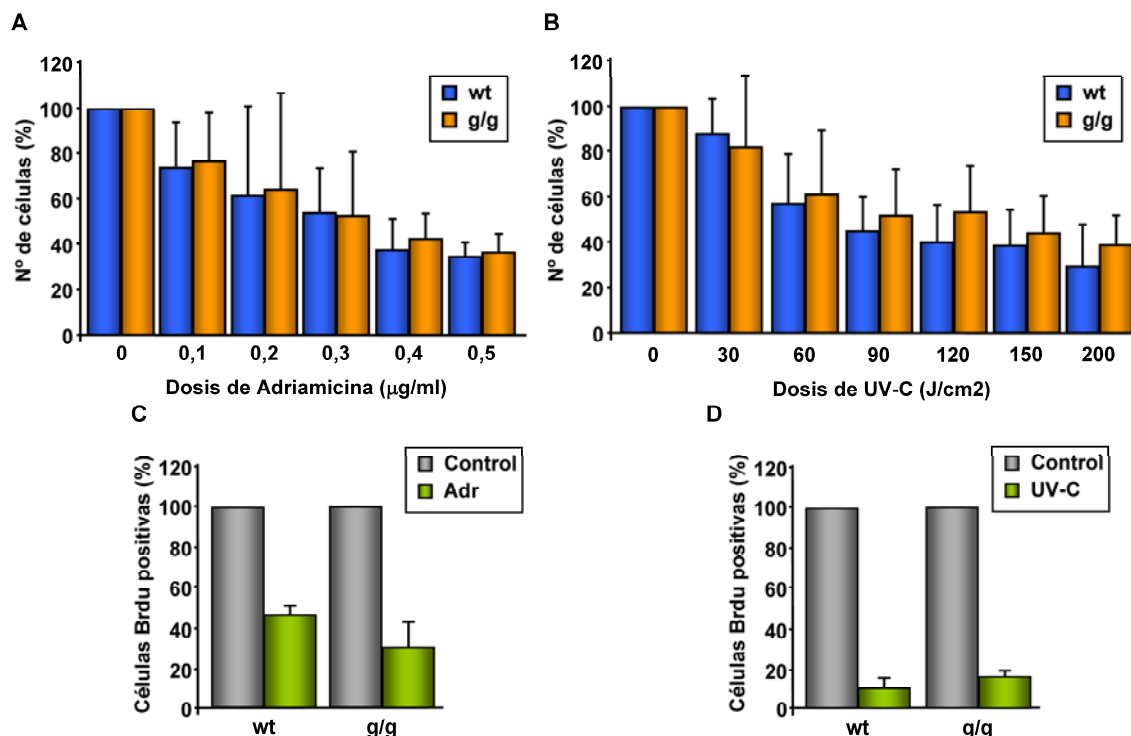 A
120
100
80
60
40
20
0
Nº de células (%)
wt
g/g
0 0,1 0,2 0,3 0,4 0,5
Dosis de Adriamicina (µg/ml)
B
120
100
80
60
40
20
0
Nº de células (%)
wt
g/g
0 30 60 90 120 150 200
Dosis de UV-C (J/cm2)
C
120
100
80
60
40
20
0
Células Brdu positivas (%)
Control
Adr
wt g/g
D
120
100
80
60
40
20
0
Células Brdu positivas (%)
Control
UV-C
wt g/g